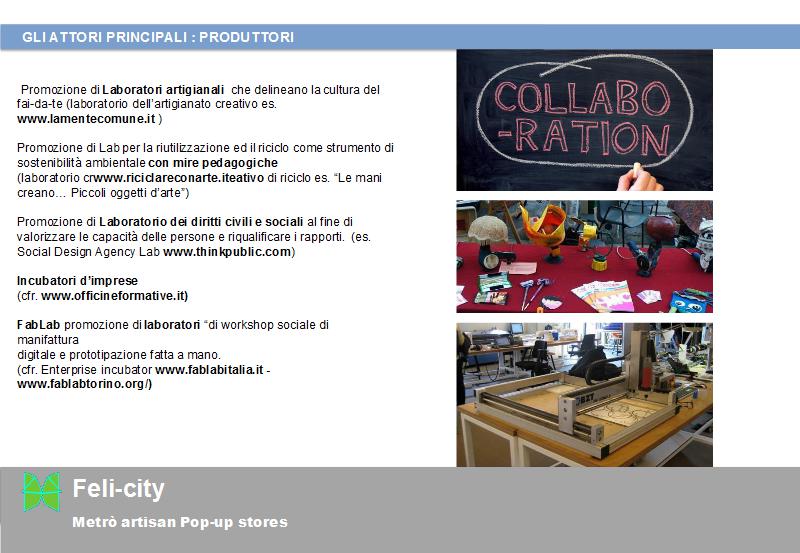 GLI ATTORI PRINCIPALI : PRODUTTORI
Promozione di Laboratori artigianali che delineano la cultura del
fai-da-te (laboratorio dell'artigianato creativo es.
www.lamentecomune.it )
Promozione di Lab per la riutilizzazione ed il riciclo come strumento di
sostenibilità ambientale con mire pedagogiche
(laboratorio crwww.riciclareconarte.iteativo di riciclo es. “Le mani
creano… Piccoli oggetti d'arte”)
Promozione di Laboratorio dei diritti civili e sociali al fine di
valorizzare le capacità delle persone e riqualificare i rapporti. (es.
Social Design Agency Lab www.thinkpublic.com)
Incubatori d'imprese
(cfr. www.officineformative.it)
FabLab promozione di laboratori “di workshop sociale di
manifattura
digitale e prototipazione fatta a mano.
(cfr. Enterprise incubator www.fablabitalia.it -
www.fablabtorino.org/)
COLLABO
-RATION
Feli-city
Metrò artisan Pop-up stores